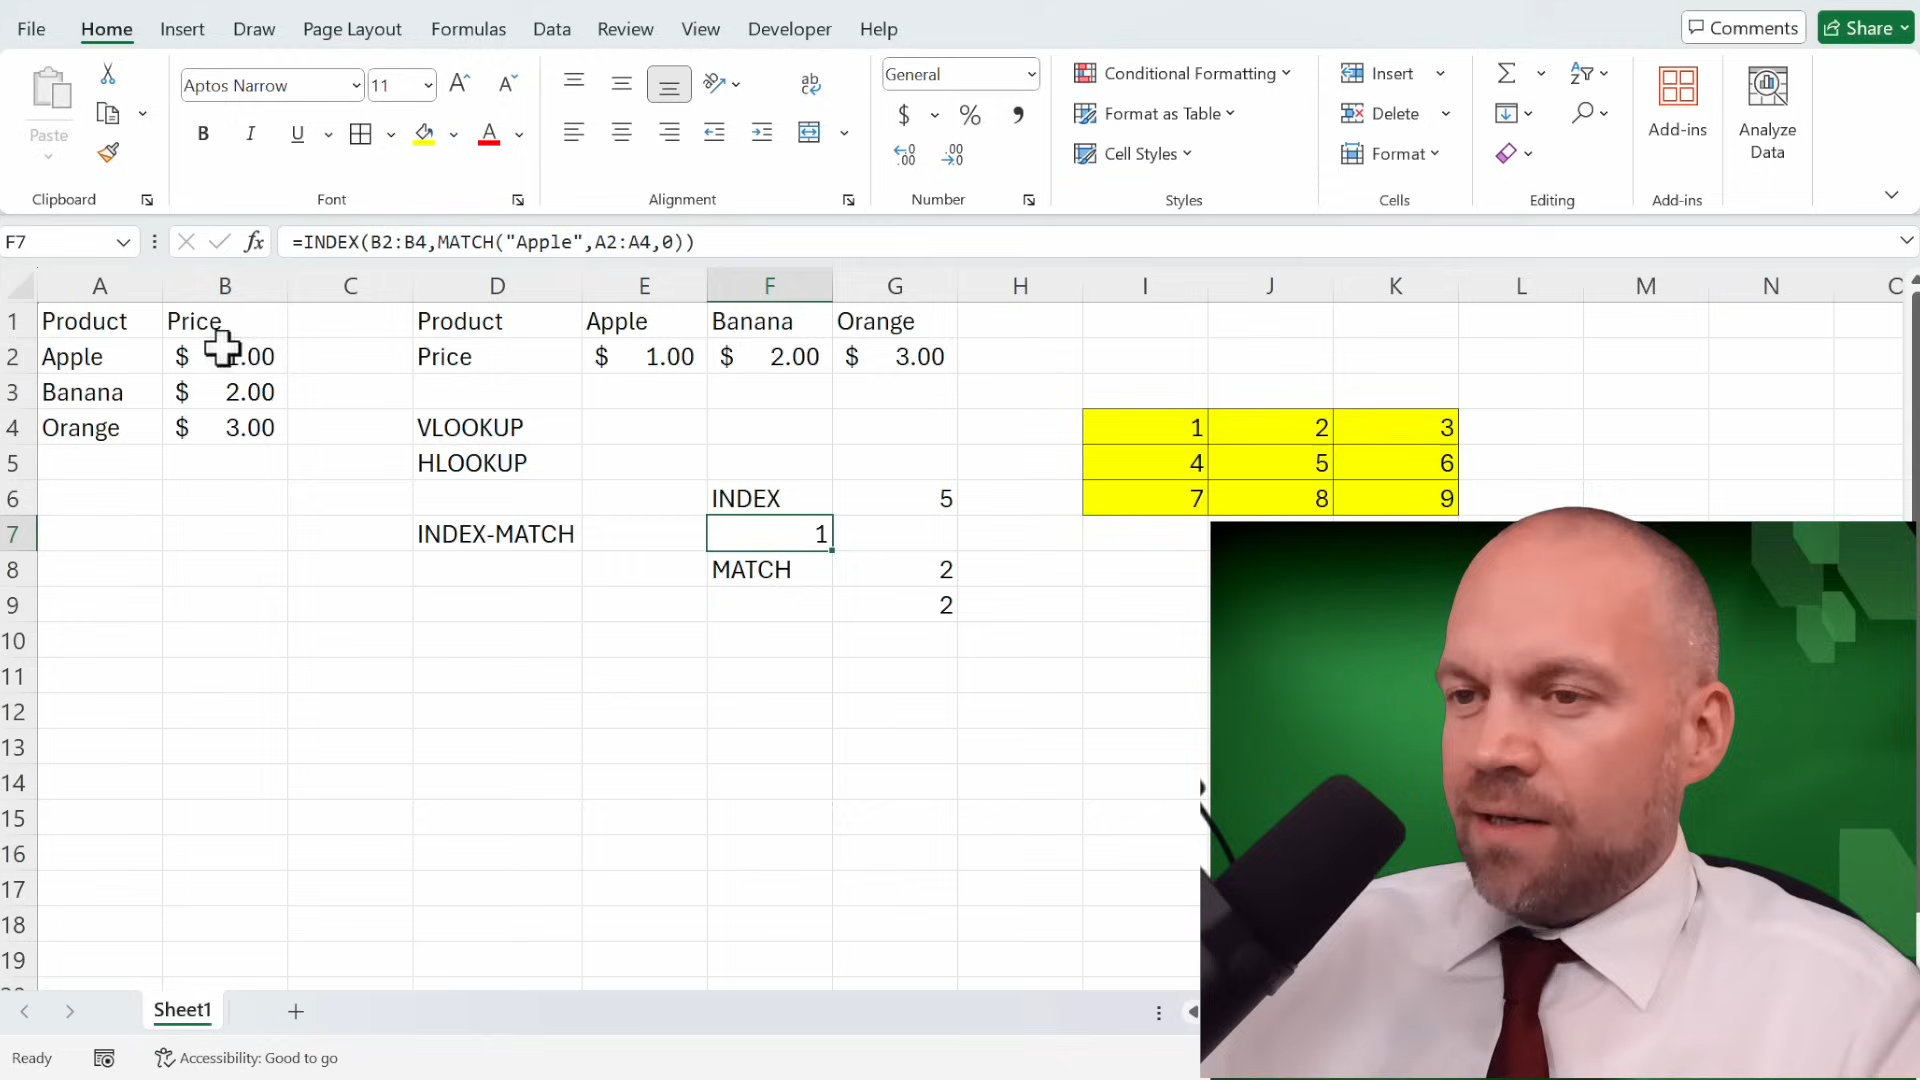 File Home Insert Draw Page Layout Formulas Data Review View Developer Help Comments Share
Paste
Clipboard
Aptos Narrow 11
B I U A
Font
ab
Alignment
General
$ % ,
.00 .00
Number
Conditional Formatting
Format as Table
Cell Styles
Styles
Insert
Delete
Format
Cells
Editing
Add-ins
Add-ins
Analyze
Data
F7 fx =INDEX(B2:B4,MATCH("Apple",A2:A4,0))
A B C D E F G H I J K L M N
1 Product Price Product Apple Banana Orange
2 Apple $ .00 Price $ 1.00 $ 2.00 $ 3.00
3 Banana $ 2.00
4 Orange $ 3.00 VLOOKUP 1 2 3
5 HLOOKUP 4 5 6
6 INDEX 5 7 8 9
7 INDEX-MATCH 1
8 MATCH 2
9 2
10
11
12
13
14
15
16
17
18
19
Sheet1
Ready Accessibility: Good to go